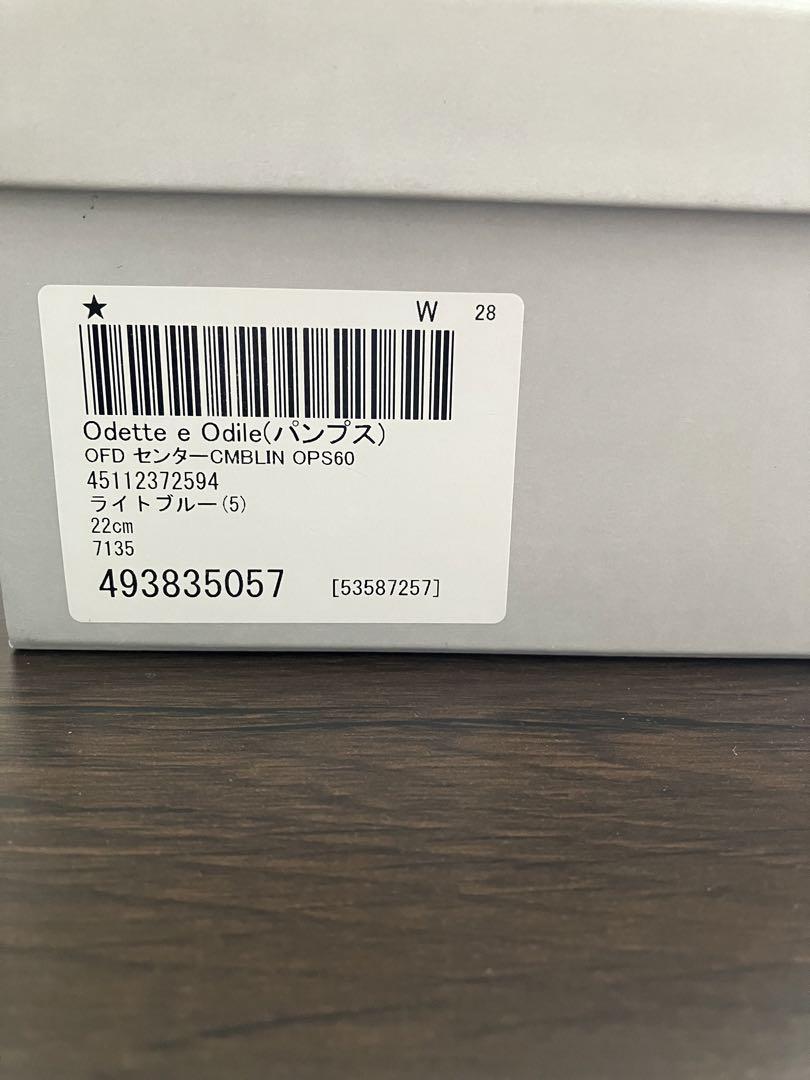 ★ W 28
Odette e Odile(パンプス)
OFD センターCMBLIN OPS60
45112372594
ライトブルー(5)
22cm
7135
493835057 [53587257]